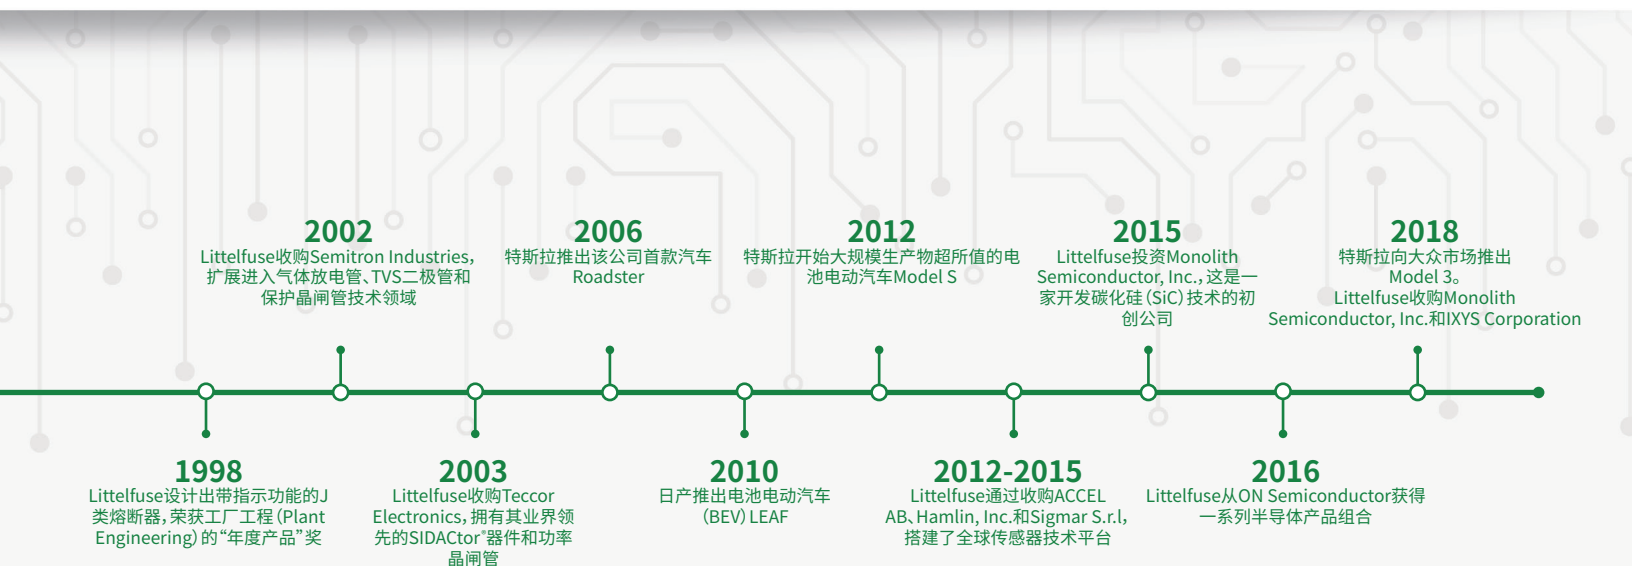 2002
Littelfuse收购Semitron Industries,
扩展进入气体放电管、TVS二极管和
保护晶闸管技术领域
2006
特斯拉推出该公司首款汽车
Roadster
2012
特斯拉开始大规模生产物超所值的电
池电动汽车Model S
2015
Littelfuse投资Monolith
Semiconductor, Inc.，这是一
家开发碳化硅（SiC）技术的初
创公司
2018
特斯拉向大众市场推出
Model 3。
Littelfuse收购Monolith
Semiconductor, Inc.和IXYS Corporation
1998
Littelfuse设计出带指示功能的J
类熔断器，荣获工厂工程（Plant
Engineering）的“年度产品”奖
2003
Littelfuse收购Teccor
Electronics，拥有其业界领
先的SIDACtor®器件和功率
晶闸管
2010
日产推出电池电动汽车
（BEV）LEAF
2012-2015
Littelfuse通过收购ACCEL
AB、Hamlin, Inc.和Sigmar S.r.l,
搭建了全球传感器技术平台
2016
Littelfuse从ON Semiconductor获得
一系列半导体产品组合